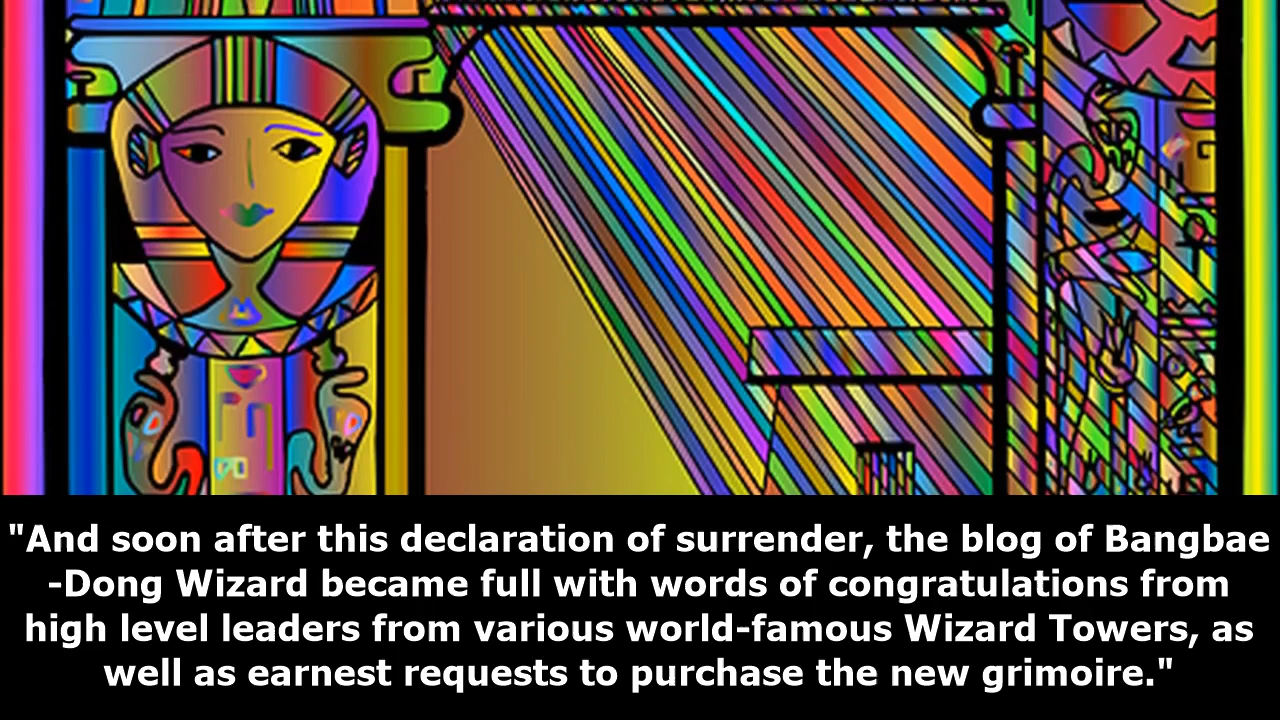 "And soon after this declaration of surrender, the blog of Bangbae
-Dong Wizard became full with words of congratulations from
high level leaders from various world-famous Wizard Towers, as
well as earnest requests to purchase the new grimoire."